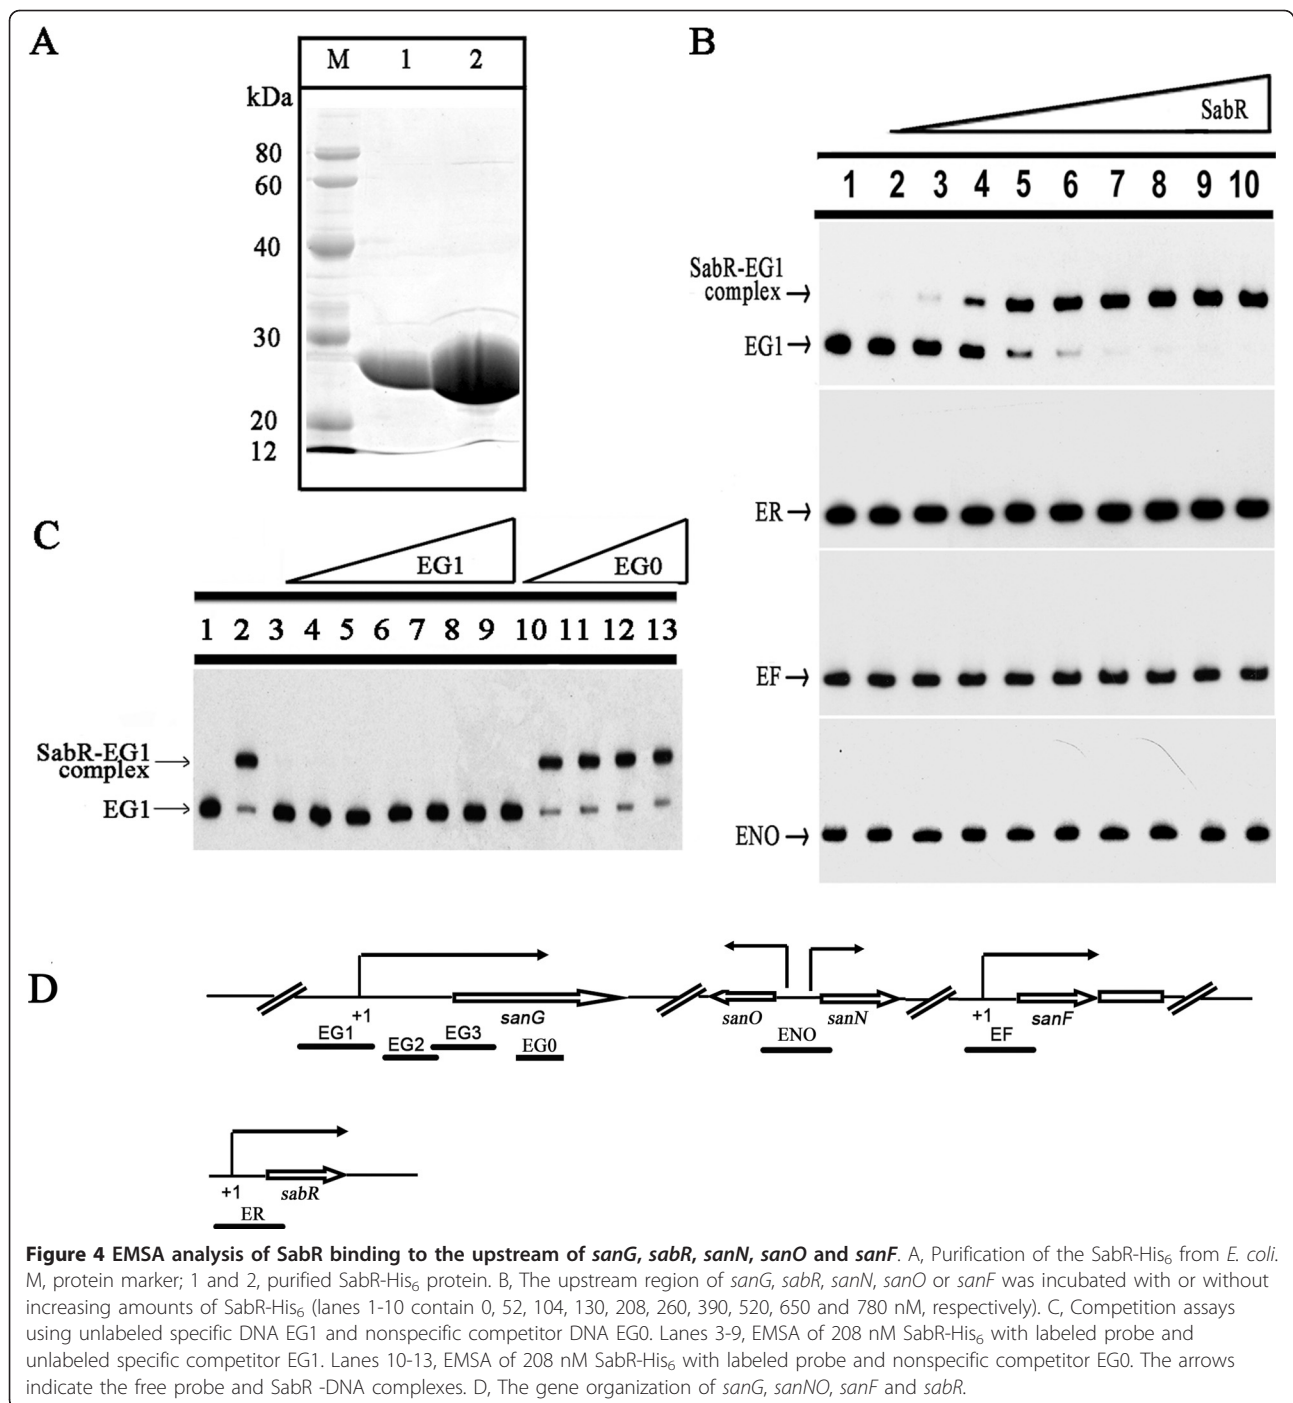 A
M 1 2
kDa
80
60
40
30
20
12
B
SabR
1 2 3 4 5 6 7 8 9 10
SabR-EG1
complex
EG1
ER
EF
ENO
C
EG1 EG0
1 2 3 4 5 6 7 8 9 10 11 12 13
SabR-EG1
complex
EG1
D
+1 sanG sanO sanN +1 sanF
EG1 EG2 EG3 EG0 ENO EF
+1 sabR
ER
Figure 4 EMSA analysis of SabR binding to the upstream of sanG, sabR, sanN, sanO and sanF. A, Purification of the SabR-His6 from E. coli.
M, protein marker; 1 and 2, purified SabR-His6 protein. B, The upstream region of sanG, sabR, sanN, sanO or sanF was incubated with or without
increasing amounts of SabR-His6 (lanes 1-10 contain 0, 52, 104, 130, 208, 260, 390, 520, 650 and 780 nM, respectively). C, Competition assays
using unlabeled specific DNA EG1 and nonspecific competitor DNA EG0. Lanes 3-9, EMSA of 208 nM SabR-His6 with labeled probe and
unlabeled specific competitor EG1. Lanes 10-13, EMSA of 208 nM SabR-His6 with labeled probe and nonspecific competitor EG0. The arrows
indicate the free probe and SabR -DNA complexes. D, The gene organization of sanG, sanNO, sanF and sabR.